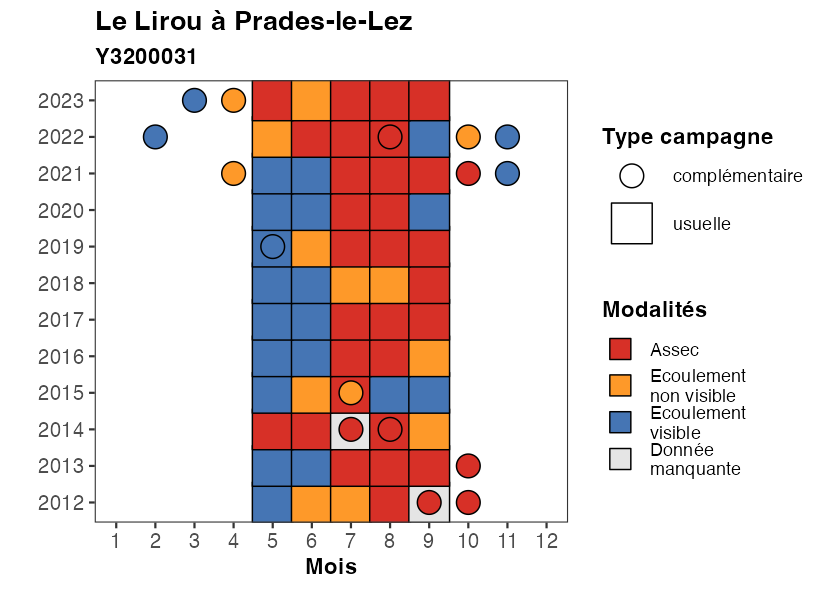 Le Lirou à Prades-le-Lez
Y3200031
2023
2022
2021
2020
2019
2018
2017
2016
2015
2014
2013
2012
1 2 3 4 5 6 7 8 9 10 11 12
Mois
Type campagne
complémentaire
usuelle
Modalités
Assec
Ecoulement
non visible
Ecoulement
visible
Donnée
manquante